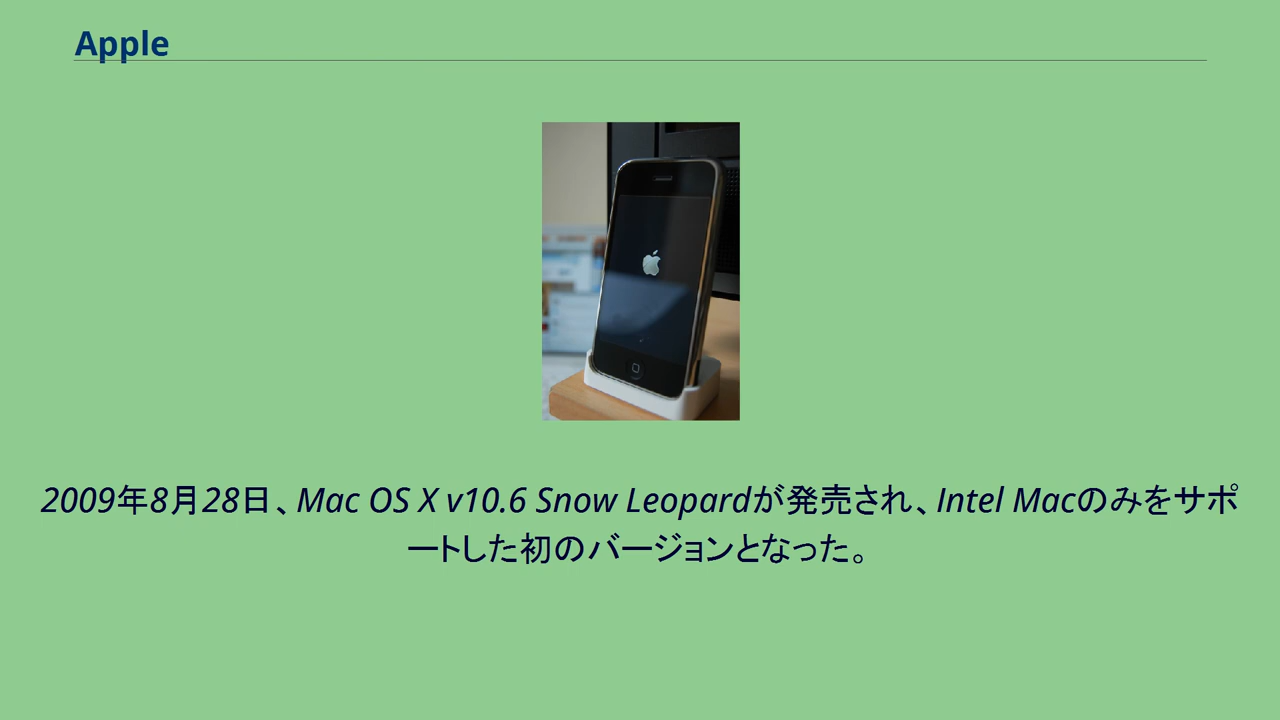 Apple
2009年8月28日、Mac OS X v10.6 Snow Leopardが発売され、Intel Macのみをサポ
ートした初のバージョンとなった。